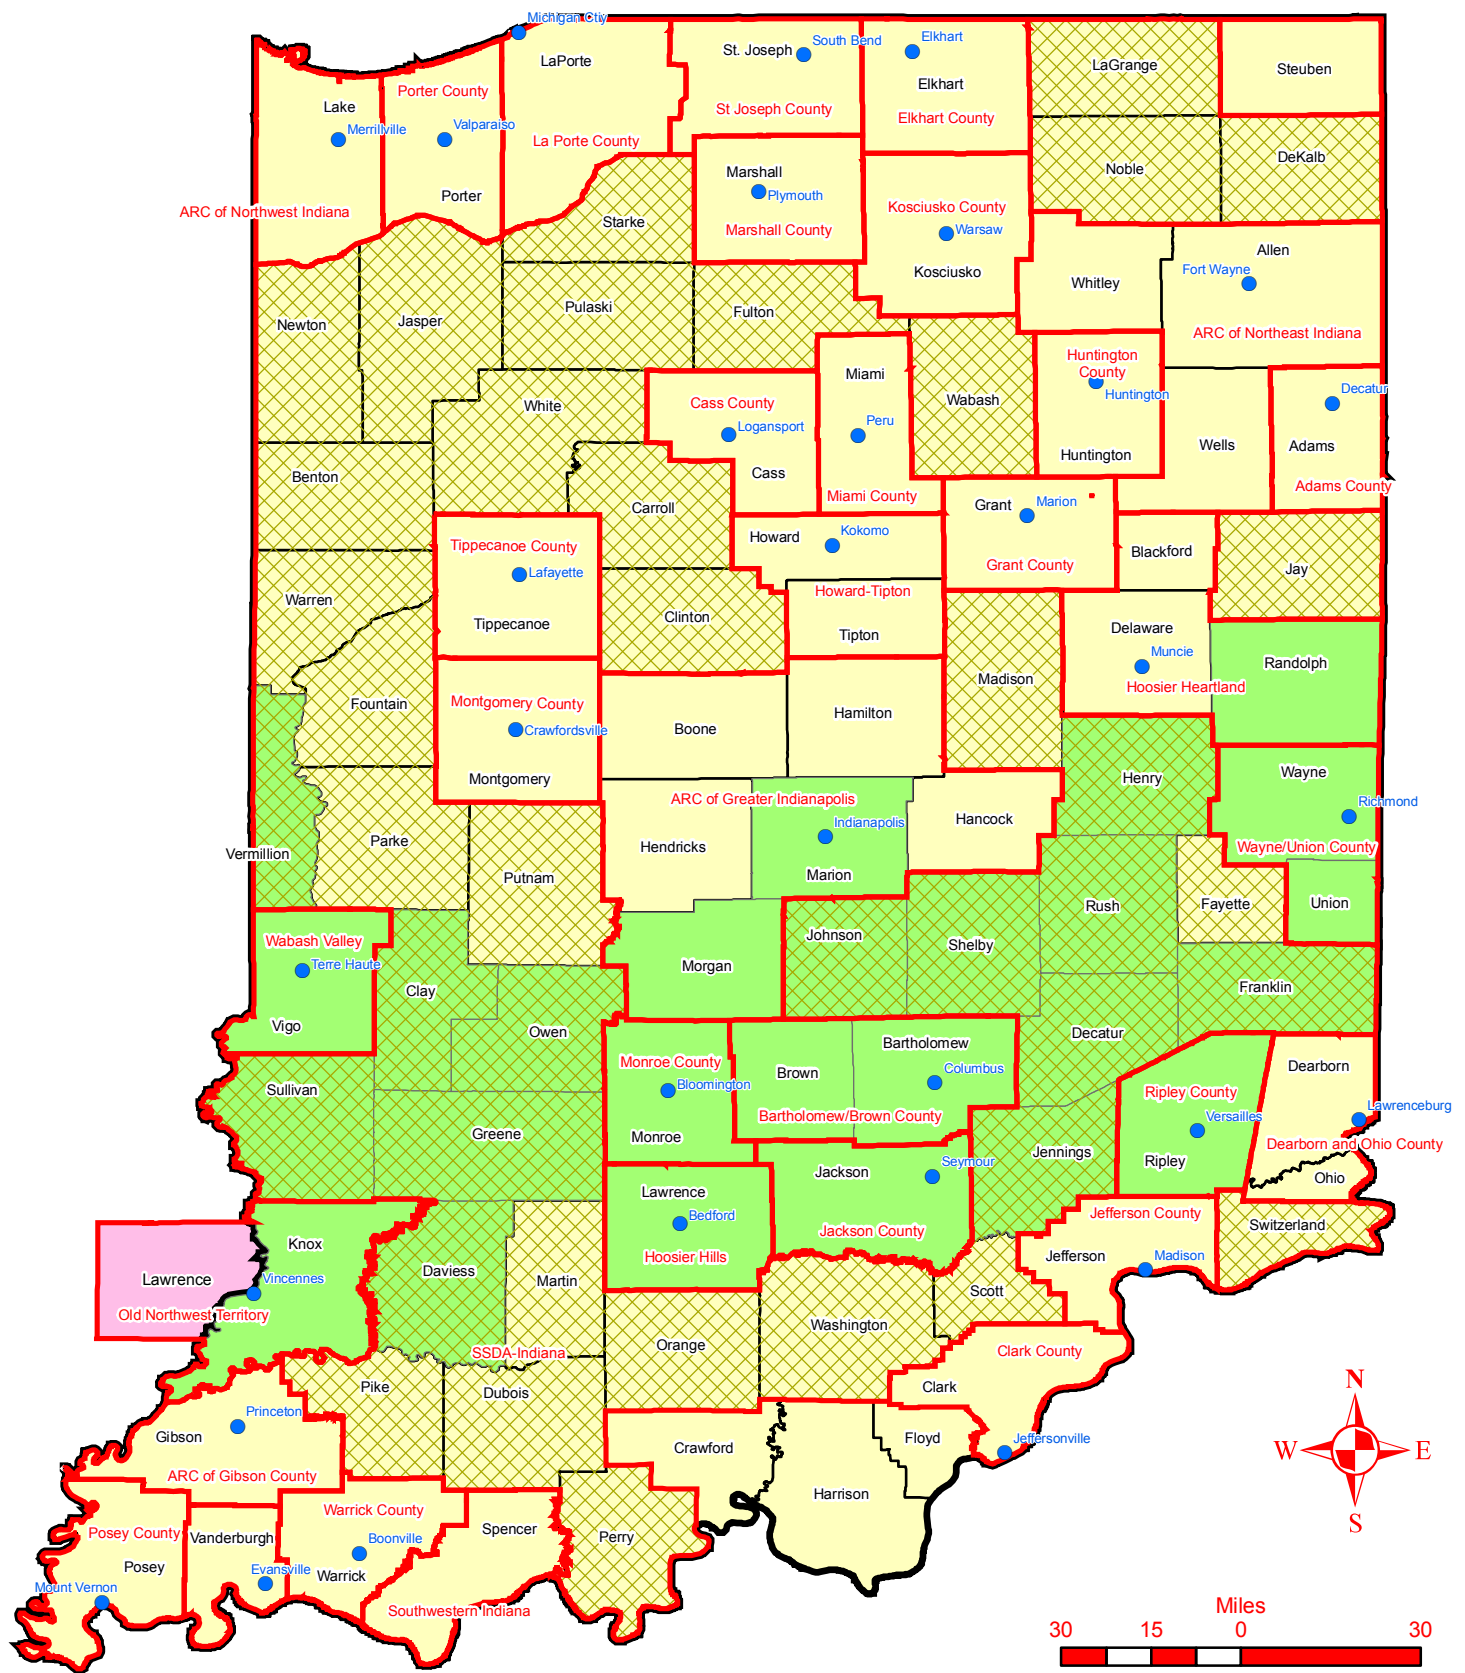 Michigan Ctiy
LaPorte
St. Joseph
South Bend
Elkhart
Elkhart
LaGrange
Steuben
Lake
Porter County
Merrillville
Valparaiso
La Porte County
St Joseph County
Elkhart County
Porter
ARC of Northwest Indiana
Starke
Marshall
Plymouth
Marshall County
Kosciusko County
Warsaw
Kosciusko
Noble
DeKalb
Allen
Fort Wayne
Whitley
ARC of Northeast Indiana
Newton
Jasper
Pulaski
Fulton
Miami
Huntington
County
Huntington
Huntington
Decatur
Adams
Adams County
White
Cass County
Logansport
Cass
Peru
Miami County
Wabash
Wells
Benton
Carroll
Howard
Kokomo
Grant
Marion
Grant County
Blackford
Jay
Tippecanoe County
Lafayette
Tippecanoe
Warren
Clinton
Howard-Tipton
Tipton
Delaware
Muncie
Hoosier Heartland
Randolph
Fountain
Montgomery County
Crawfordsville
Montgomery
Boone
Hamilton
Madison
Henry
Wayne
Richmond
Wayne/Union County
ARC of Greater Indianapolis
Indianapolis
Marion
Hancock
Hendricks
Vermillion
Parke
Putnam
Rush
Fayette
Union
Wabash Valley
Terre Haute
Vigo
Clay
Owen
Morgan
Johnson
Shelby
Decatur
Franklin
Sullivan
Greene
Monroe County
Bloomington
Monroe
Brown
Bartholomew
Columbus
Bartholomew/Brown County
Ripley County
Versailles
Ripley
Dearborn
Lawrenceburg
Dearborn and Ohio County
Ohio
Jennings
Jackson
Seymour
Jackson County
Lawrence
Bedford
Hoosier Hills
Jefferson County
Jefferson
Madison
Switzerland
Knox
Lawrence
Vincennes
Old Northwest Territory
Daviess
Martin
SSDA-Indiana
Orange
Washington
Scott
Clark County
Clark
Jeffersonville
Floyd
Pike
Dubois
Princeton
Gibson
ARC of Gibson County
Crawford
Harrison
Posey County
Posey
Mount Vernon
Vanderburgh
Evansville
Warrick County
Boonville
Warrick
Spencer
Southwestern Indiana
Perry
N
W
E
S
Miles
30 15 0 30